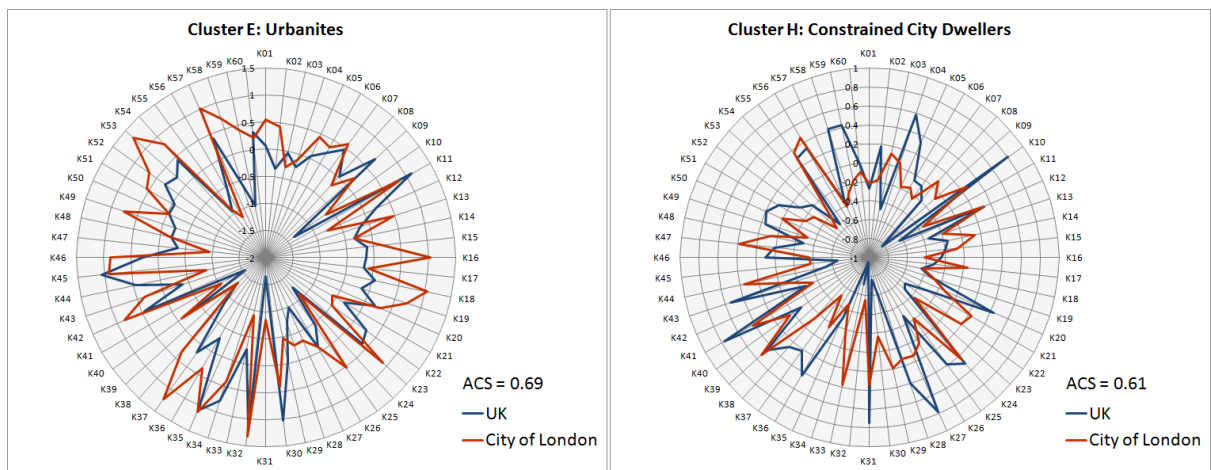 Cluster E: Urbanites
K01
K02
K03
K04
K05
K06
K07
K08
K09
K10
K11
K12
K13
K14
K15
K16
K17
K18
K19
K20
K21
K22
K23
K24
K25
K26
K27
K28
K29
K30
K31
K32
K33
K34
K35
K36
K37
K38
K39
K40
K41
K42
K43
K44
K45
K46
K47
K48
K49
K50
K51
K52
K53
K54
K55
K56
K57
K58
K59
K60
1.5
1
0.5
0
-0.5
-1
-1.5
-2
ACS = 0.69
UK
City of London
Cluster H: Constrained City Dwellers
K01
K02
K03
K04
K05
K06
K07
K08
K09
K10
K11
K12
K13
K14
K15
K16
K17
K18
K19
K20
K21
K22
K23
K24
K25
K26
K27
K28
K29
K30
K31
K32
K33
K34
K35
K36
K37
K38
K39
K40
K41
K42
K43
K44
K45
K46
K47
K48
K49
K50
K51
K52
K53
K54
K55
K56
K57
K58
K59
K60
1
0.8
0.6
0.4
0.2
0
-0.2
-0.4
-0.6
-0.8
-1
ACS = 0.61
UK
City of London